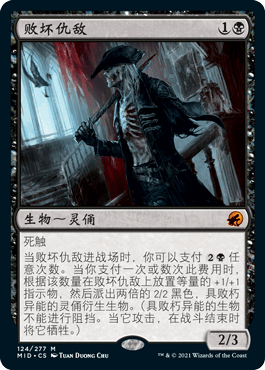 败坏仇敌 1
生物～灵俑
死触
当败坏仇敌进战场时，你可以支付2任
意次数。当你支付一次或数次此费用时，
根据该数量在败坏仇敌上放置等量的+1/+1
指示物，然后派出两倍的2/2黑色，具败朽
异能的灵俑衍生生物。（具败朽异能的生物
不能进行阻挡。当它攻击，在战斗结束时
将它牺牲。）
2/3
124/277 M
MID • CS TUAN DUONG CHU
™ & © 2021 Wizards of the Coast